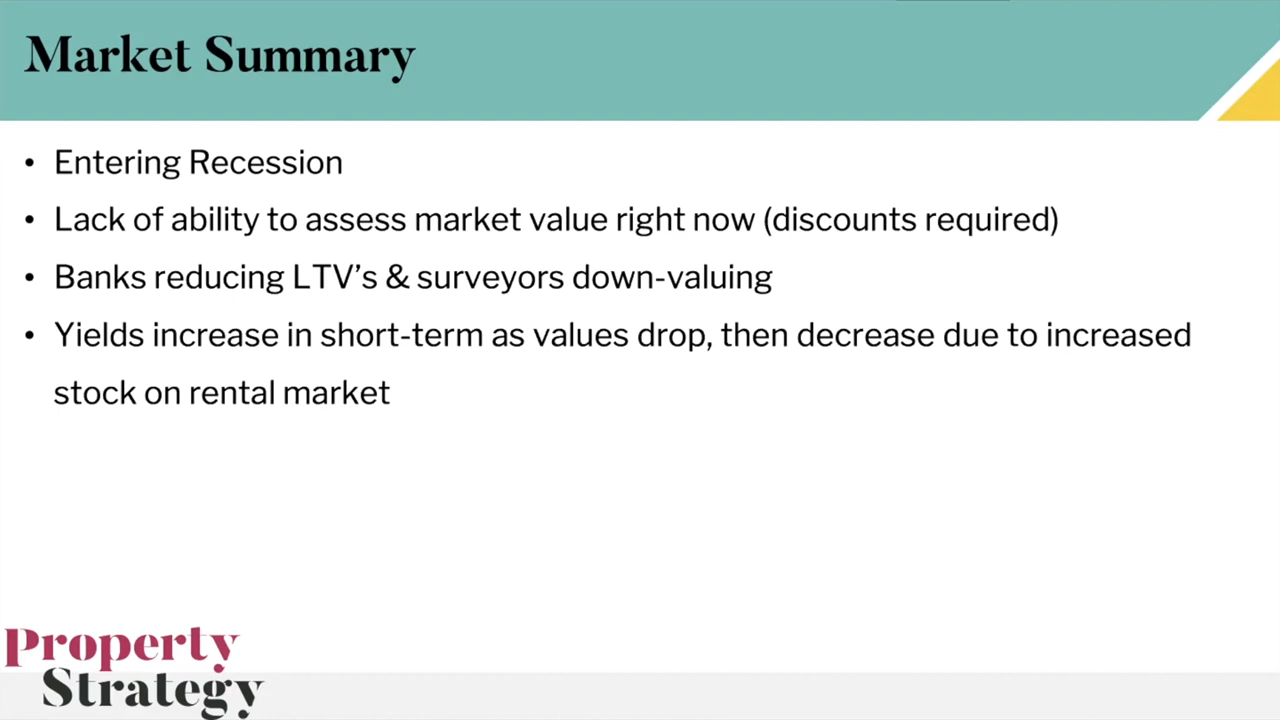 Market Summary
• Entering Recession
• Lack of ability to assess market value right now (discounts required)
• Banks reducing LTV’s & surveyors down-valuing
• Yields increase in short-term as values drop, then decrease due to increased
stock on rental market
Property
Strategy